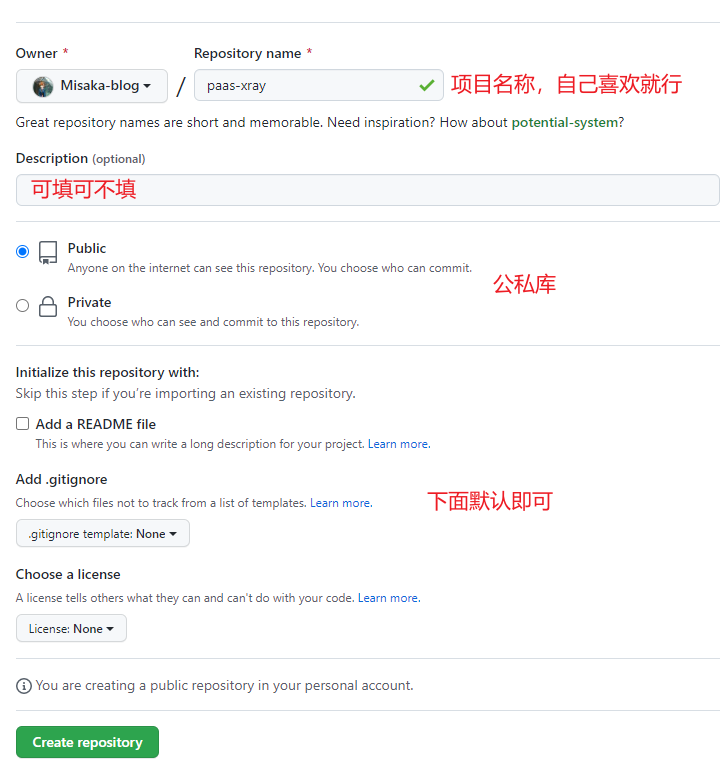 Owner * Repository name *
Misaka-blog / paas-xray 项目名称，自己喜欢就行
Great repository names are short and memorable. Need inspiration? How about potential-system?
Description (optional)
可填可不填
Public
Anyone on the internet can see this repository. You choose who can commit.
公私库
Private
You choose who can see and commit to this repository.
Initialize this repository with:
Skip this step if you're importing an existing repository.
Add a README file
This is where you can write a long description for your project. Learn more.
Add .gitignore
Choose which files not to track from a list of templates. Learn more.
下面默认即可
.gitignore template: None
Choose a license
A license tells others what they can and can't do with your code. Learn more.
License: None
You are creating a public repository in your personal account.
Create repository